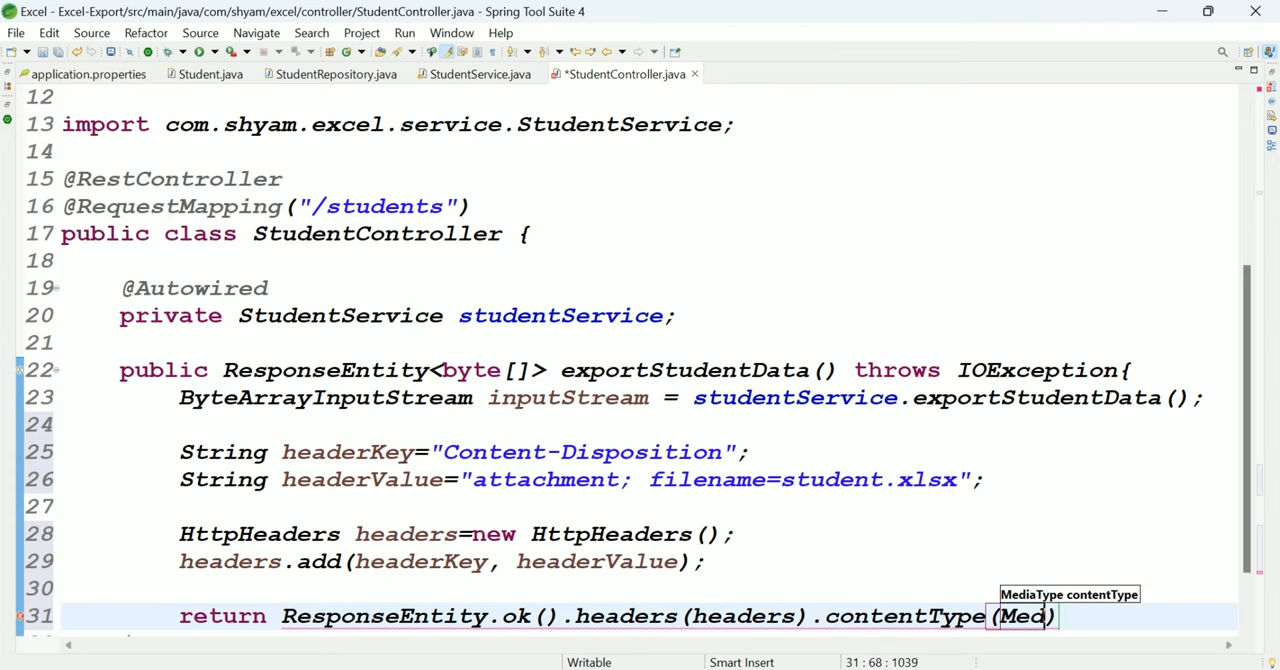 Excel - Excel-Export/src/main/java/com/shyam/excel/controller/StudentController.java - Spring Tool Suite 4
File Edit Source Refactor Source Navigate Search Project Run Window Help
application.properties Student.java StudentRepository.java StudentService.java *StudentController.java
12
13 import com.shyam.excel.service.StudentService;
14
15 @RestController
16 @RequestMapping("/students")
17 public class StudentController {
18
19 @Autowired
20 private StudentService studentService;
21
22 public ResponseEntity<byte[]> exportStudentData() throws IOException{
23 ByteArrayInputStream inputStream = studentService.exportStudentData();
24
25 String headerKey="Content-Disposition";
26 String headerValue="attachment; filename=student.xlsx";
27
28 HttpHeaders headers=new HttpHeaders();
29 headers.add(headerKey, headerValue);
30
MediaType contentType
31 return ResponseEntity.ok().headers(headers).contentType(Med)
Writable Smart Insert 31 : 68 : 1039